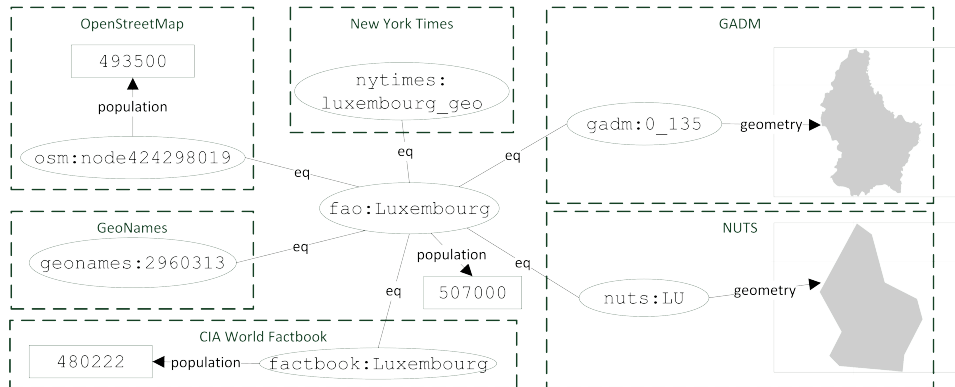 OpenStreetMap
493500
population
osm:node424298019
New York Times
nytimes:
luxembourg_geo
GADM
gadm:0_135
geometry
eq
eq
eq
fao:Luxembourg
GeoNames
geonames:2960313
eq
population
507000
eq
eq
NUTS
nuts:LU
geometry
CIA World Factbook
480222
population
factbook:Luxembourg